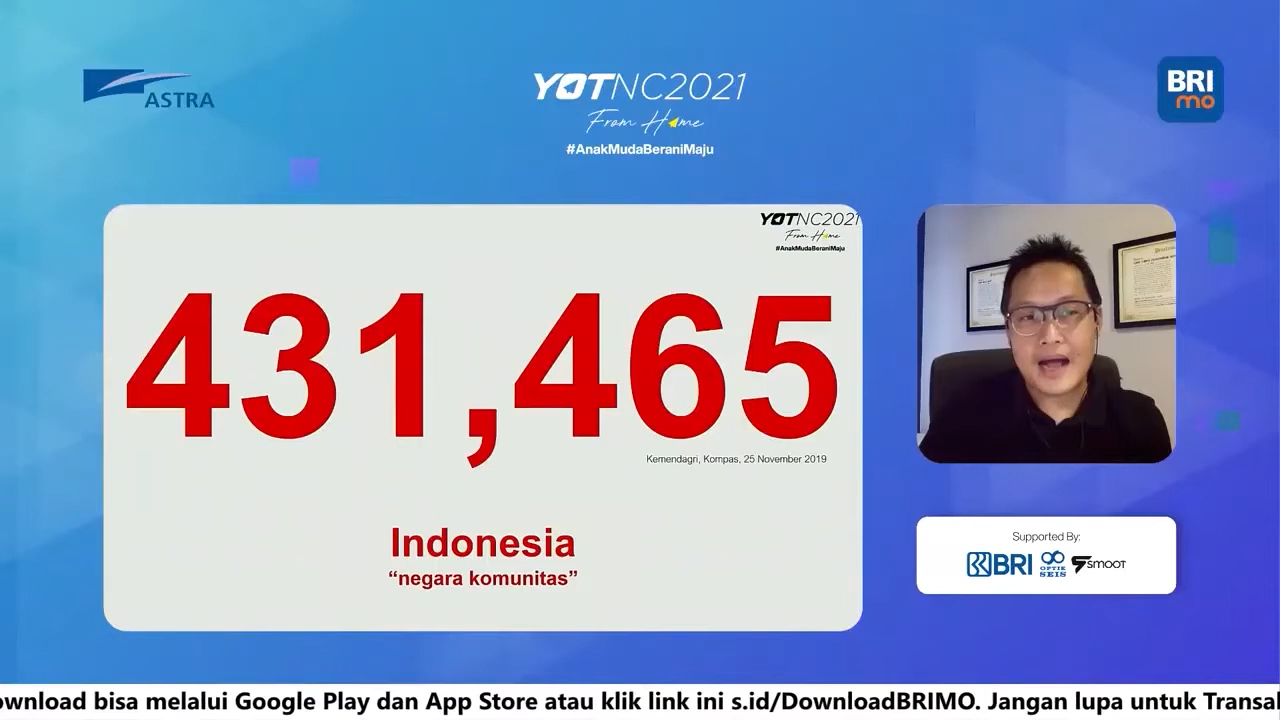 ASTRA
YOTNC2021
From Home
#AnakMudaBeraniMaju
BRI
mo
YOTNC2021
From Home
#AnakMudaBeraniMaju
431,465
Kemendagri, Kompas, 25 November 2019
Indonesia
“negara komunitas”
Supported By:
BRI
OPTIK
SEIS
SMOOT
ownload bisa melalui Google Play dan App Store atau klik link ini s.id/DownloadBRIMO. Jangan lupa untuk Transa